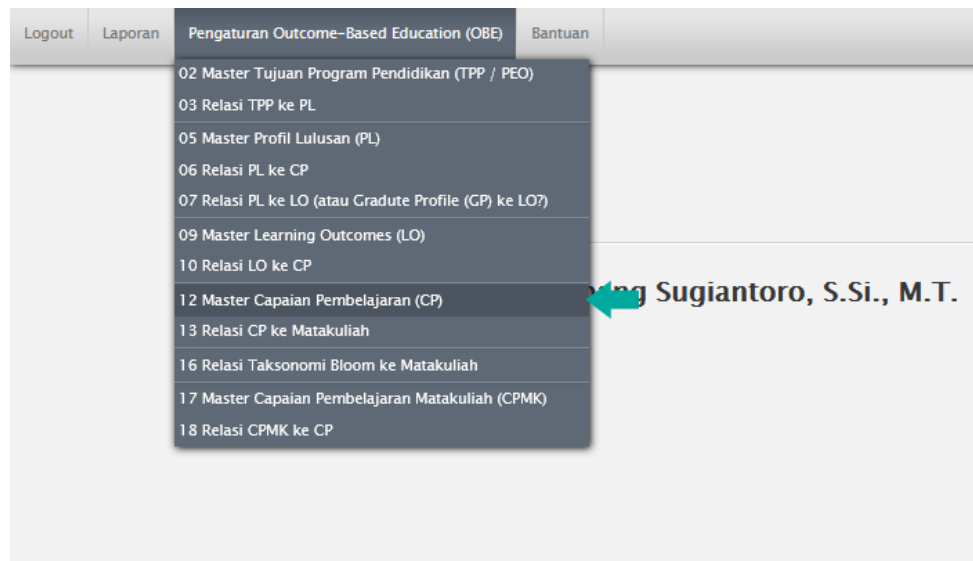 Logout Laporan Pengaturan Outcome-Based Education (OBE) Bantuan
02 Master Tujuan Program Pendidikan (TPP / PEO)
03 Relasi TPP ke PL
05 Master Profil Lulusan (PL)
06 Relasi PL ke CP
07 Relasi PL ke LO (atau Gradute Profile (GP) ke LO?)
09 Master Learning Outcomes (LO)
10 Relasi LO ke CP
12 Master Capaian Pembelajaran (CP)
Sugiantoro, S.Si., M.T.
13 Relasi CP ke Matakuliah
16 Relasi Taksonomi Bloom ke Matakuliah
17 Master Capaian Pembelajaran Matakuliah (CPMK)
18 Relasi CPMK ke CP